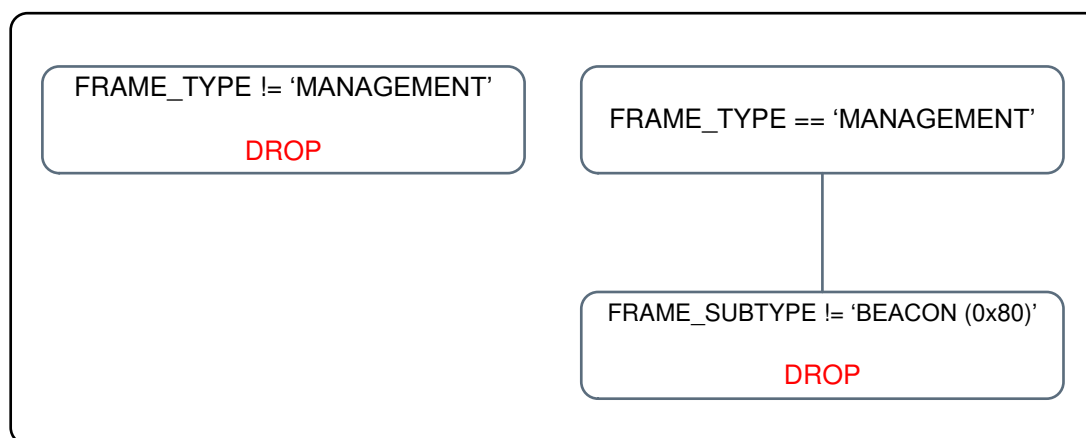 FRAME_TYPE != ‘MANAGEMENT’
DROP
FRAME_TYPE == ‘MANAGEMENT’
FRAME_SUBTYPE != ‘BEACON (0x80)’
DROP